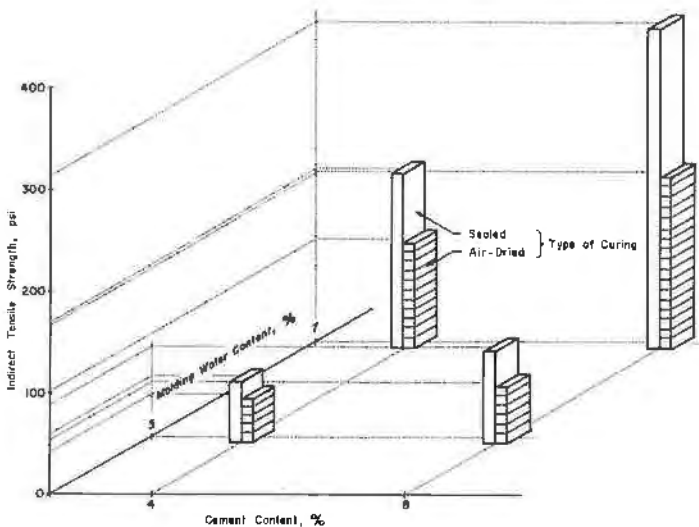 400
300
200
100
0
Indirect Tensile Strength, psi
Molding Water Content, %
5
7
Sealed
Air-Dried
Type of Curing
4
8
Cement Content, %